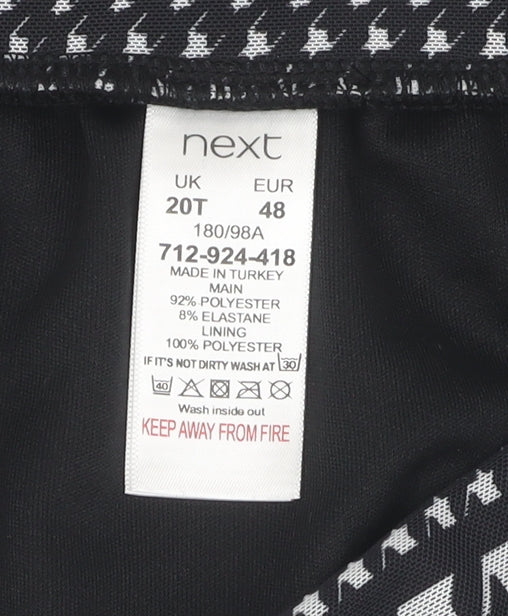 next
UK EUR
20T 48
180/98A
712-924-418
MADE IN TURKEY
MAIN
92% POLYESTER
8% ELASTANE
LINING
100% POLYESTER
IF IT'S NOT DIRTY WASH AT 30
40
Wash inside out
KEEP AWAY FROM FIRE